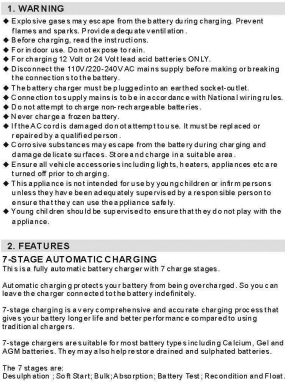 1. WARNING
◆ Explosive gases may escape from the battery during charging. Prevent
flames and sparks. Provide adequate ventilation.
◆ Before charging, read the instructions.
◆ For indoor use. Do not expose to rain.
◆ For charging 12 Volt or 24 Volt lead acid batteries ONLY.
◆ Disconnect the 110V/220-240V AC mains supply before making or breaking
the connections to the battery.
◆ The battery charger must be plugged into an earthed socket-outlet.
◆ Connection to supply mains is to be in accordance with National wiring rules.
◆ Do not attempt to charge non-rechargeable batteries.
◆ Never charge a frozen battery.
◆ If the AC cord is damaged do not attempt to use. It must be replaced or
repaired by a qualified person.
◆ Corrosive substances may escape from the battery during charging and
damage delicate surfaces. Store and charge in a suitable area.
◆ Ensure all vehicle accessories including lights, heaters, appliances etc are
turned off prior to charging.
◆ This appliance is not intended for use by young children or infirm persons
unless they have been adequately supervised by a responsible person to
ensure that they can use the appliance safely.
◆ Young children should be supervised to ensure that they do not play with the
appliance.
2. FEATURES
7-STAGE AUTOMATIC CHARGING
This is a fully automatic battery charger with 7 charge stages.
Automatic charging protects your battery from being overcharged. So you can
leave the charger connected to the battery indefinitely.
7-stage charging is a very comprehensive and accurate charging process that
gives your battery longer life and better performance compared to using
traditional chargers.
7-stage chargers are suitable for most battery types including Calcium, Gel and
AGM batteries. They may also help restore drained and sulphated batteries.
The 7 stages are:
Desulphation ; Soft Start; Bulk; Absorption; Battery Test; Recondition and Float.